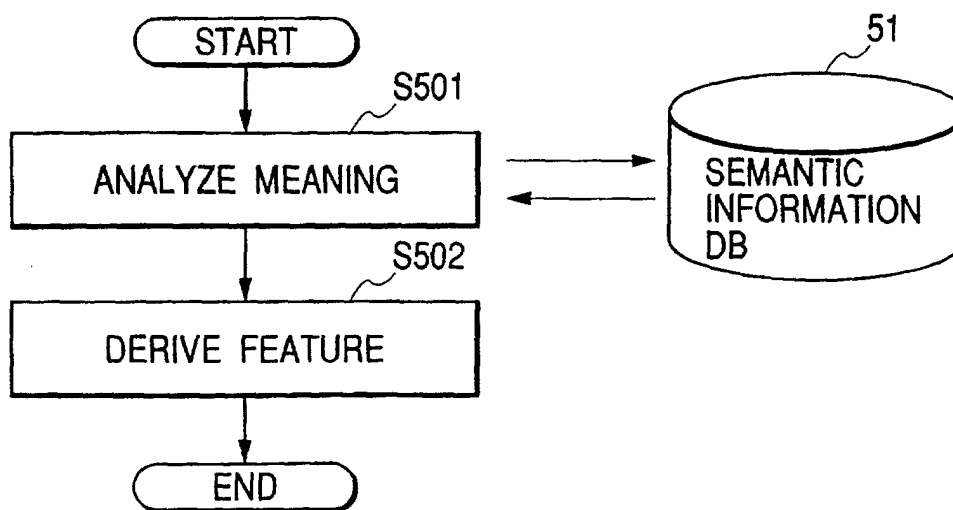 START
S501
ANALYZE MEANING
S502
DERIVE FEATURE
END
51
SEMANTIC
INFORMATION
DB